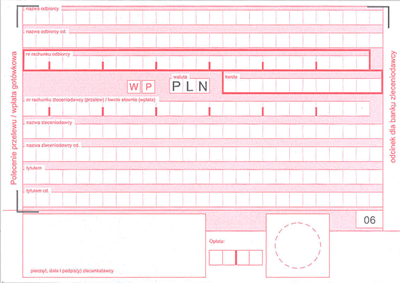 nazwa odbiorcy
nazwa odbiorcy cd.
nr rachunku odbiorcy
W P
waluta
P L N
kwota
nr rachunku zleceniodawcy (przelew) / kwota słownie (wpłata)
nazwa zleceniodawcy
nazwa zleceniodawcy cd.
tytułem
tytułem cd.
06
Opłata:
pieczęć, data i podpis(y) zleceniodawcy
Polecenie przelewu / wpłata gotówkowa
odcinek dla banku zleceniodawcy